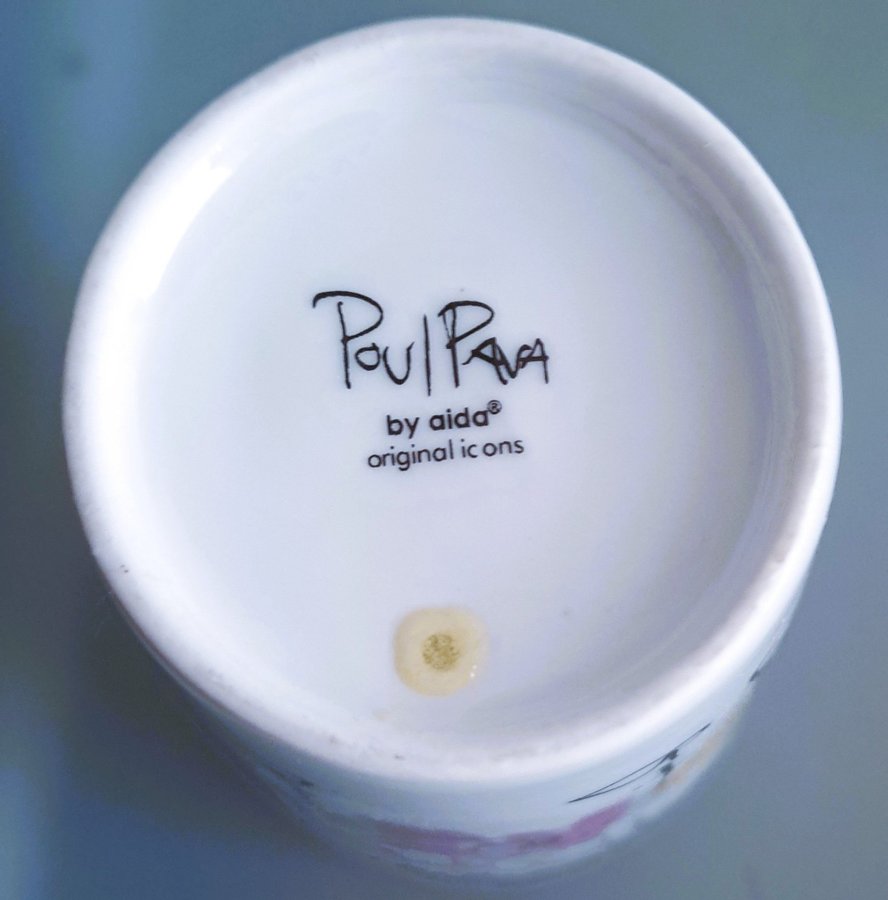 Poul Pava
by aida®
original icons